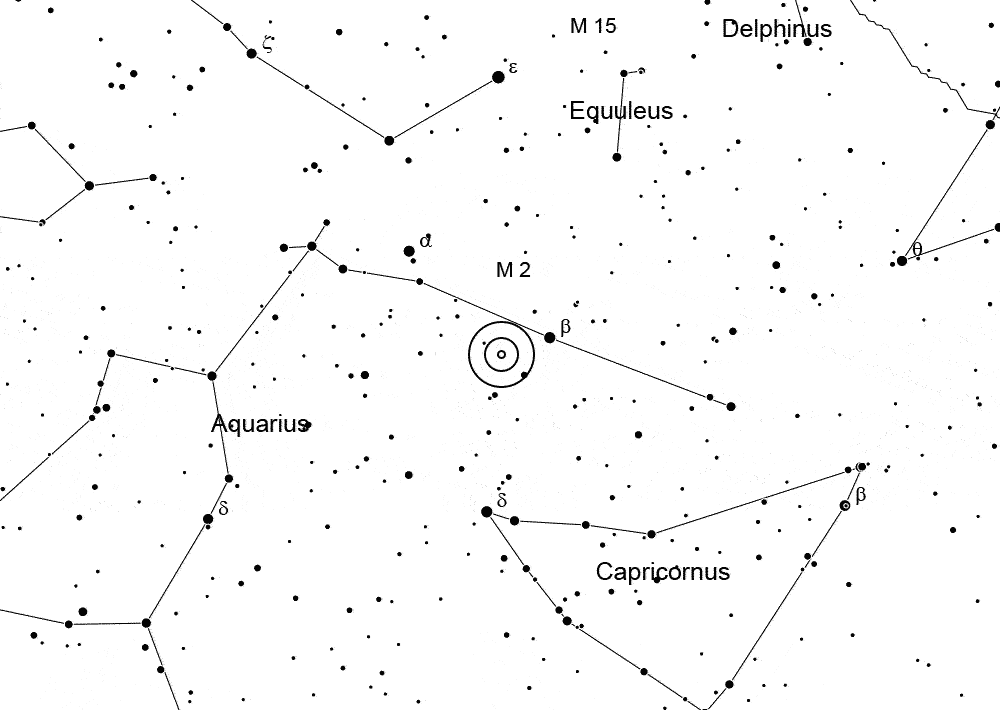 M 15
Delphinus
ζ
ε
Equuleus
α
θ
M 2
β
Aquarius
β
δ
δ
Capricornus